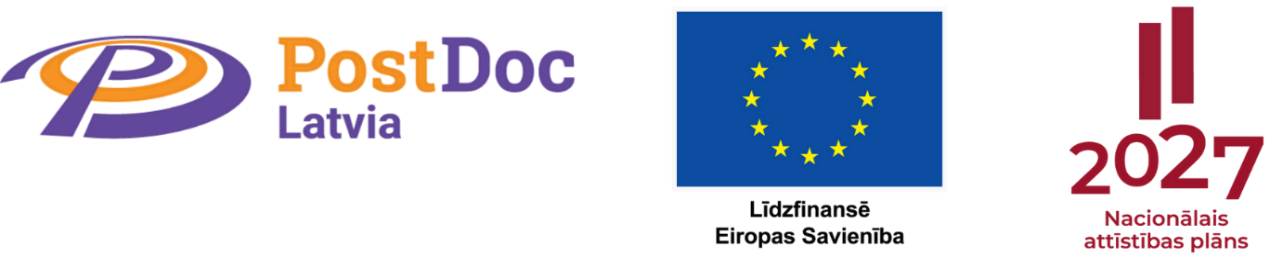 PostDoc
Latvia
Līdzfinansē
Eiropas Savienība
2027
Nacionālais
attīstības plāns